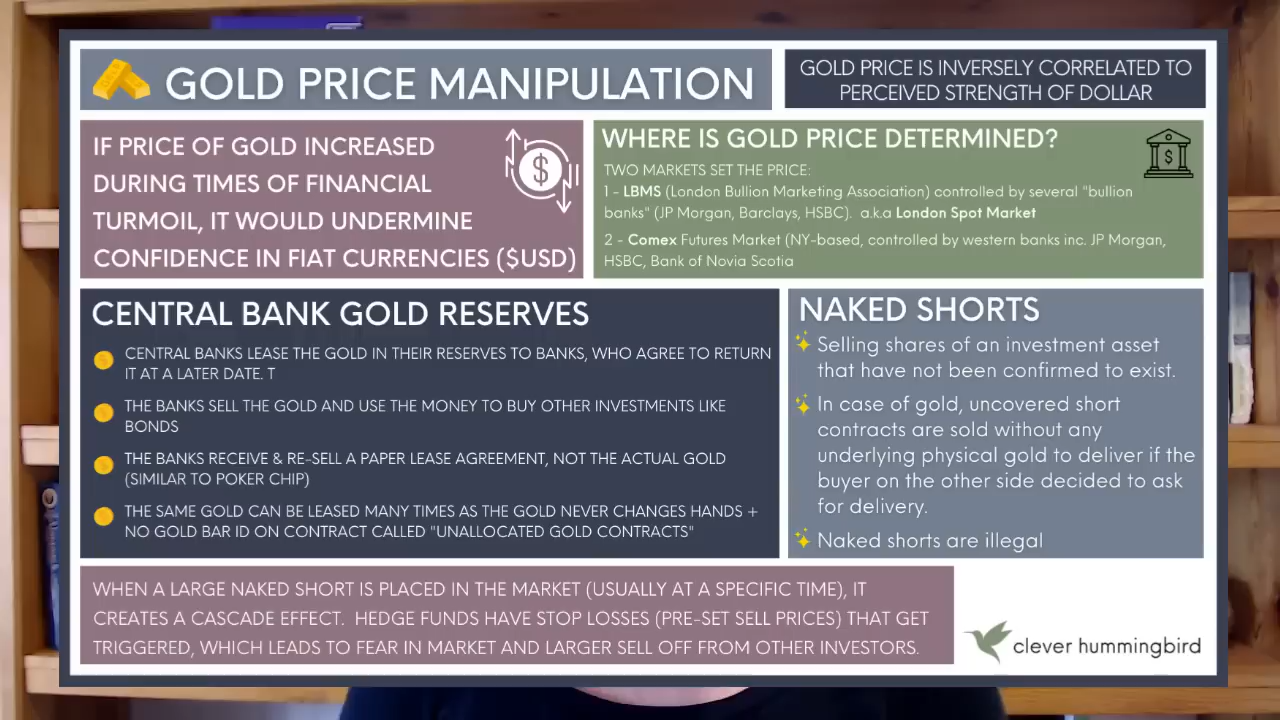 GOLD PRICE MANIPULATION
GOLD PRICE IS INVERSELY CORRELATED TO
PERCEIVED STRENGTH OF DOLLAR
IF PRICE OF GOLD INCREASED
DURING TIMES OF FINANCIAL
TURMOIL, IT WOULD UNDERMINE
CONFIDENCE IN FIAT CURRENCIES ($USD)
$
WHERE IS GOLD PRICE DETERMINED?
$
TWO MARKETS SET THE PRICE:
1 - LBMS (London Bullion Marketing Association) controlled by several "bullion
banks" (JP Morgan, Barclays, HSBC). a.k.a London Spot Market
2 - Comex Futures Market (NY-based, controlled by western banks inc. JP Morgan,
HSBC, Bank of Novia Scotia
CENTRAL BANK GOLD RESERVES
CENTRAL BANKS LEASE THE GOLD IN THEIR RESERVES TO BANKS, WHO AGREE TO RETURN
IT AT A LATER DATE. T
THE BANKS SELL THE GOLD AND USE THE MONEY TO BUY OTHER INVESTMENTS LIKE
BONDS
THE BANKS RECEIVE & RE-SELL A PAPER LEASE AGREEMENT, NOT THE ACTUAL GOLD
(SIMILAR TO POKER CHIP)
THE SAME GOLD CAN BE LEASED MANY TIMES AS THE GOLD NEVER CHANGES HANDS +
NO GOLD BAR ID ON CONTRACT CALLED "UNALLOCATED GOLD CONTRACTS"
NAKED SHORTS
Selling shares of an investment asset
that have not been confirmed to exist.
In case of gold, uncovered short
contracts are sold without any
underlying physical gold to deliver if the
buyer on the other side decided to ask
for delivery.
Naked shorts are illegal
WHEN A LARGE NAKED SHORT IS PLACED IN THE MARKET (USUALLY AT A SPECIFIC TIME), IT
CREATES A CASCADE EFFECT. HEDGE FUNDS HAVE STOP LOSSES (PRE-SET SELL PRICES) THAT GET
TRIGGERED, WHICH LEADS TO FEAR IN MARKET AND LARGER SELL OFF FROM OTHER INVESTORS.
clever hummingbird